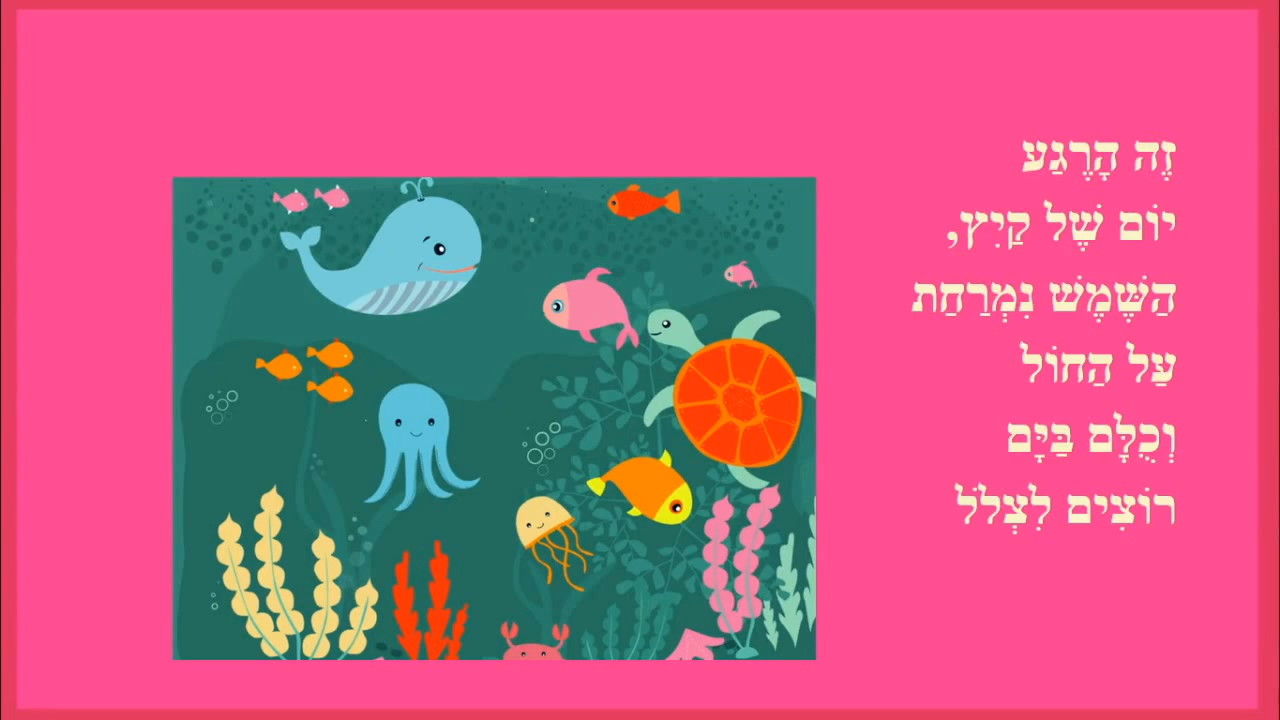 זֶה הָרֶגַע
יוֹם שֶׁל קַיִץ,
הַשֶּׁמֶשׁ נִמְרַחַת
עַל הַחוֹל
וְכֻלָּם בַּיָּם
רוֹצִים לִצְלֹל